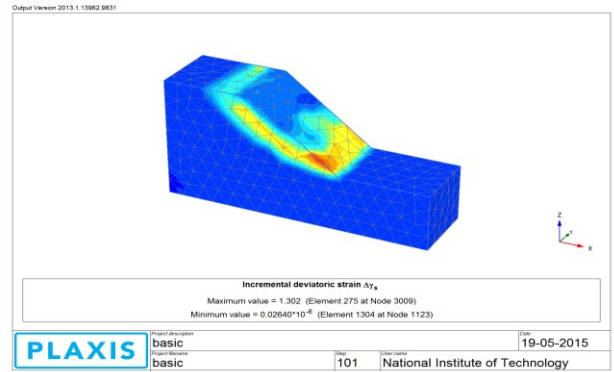 Output Version 2013.1.13962.9831
Z
Y
X
Incremental deviatoric strain Δγs
Maximum value = 1.302 (Element 275 at Node 3009)
Minimum value = 0.02640*10-6 (Element 1304 at Node 1123)
PLAXIS
Project description
basic
Date
19-05-2015
Project filename
basic
Step
101
User name
National Institute of Technology